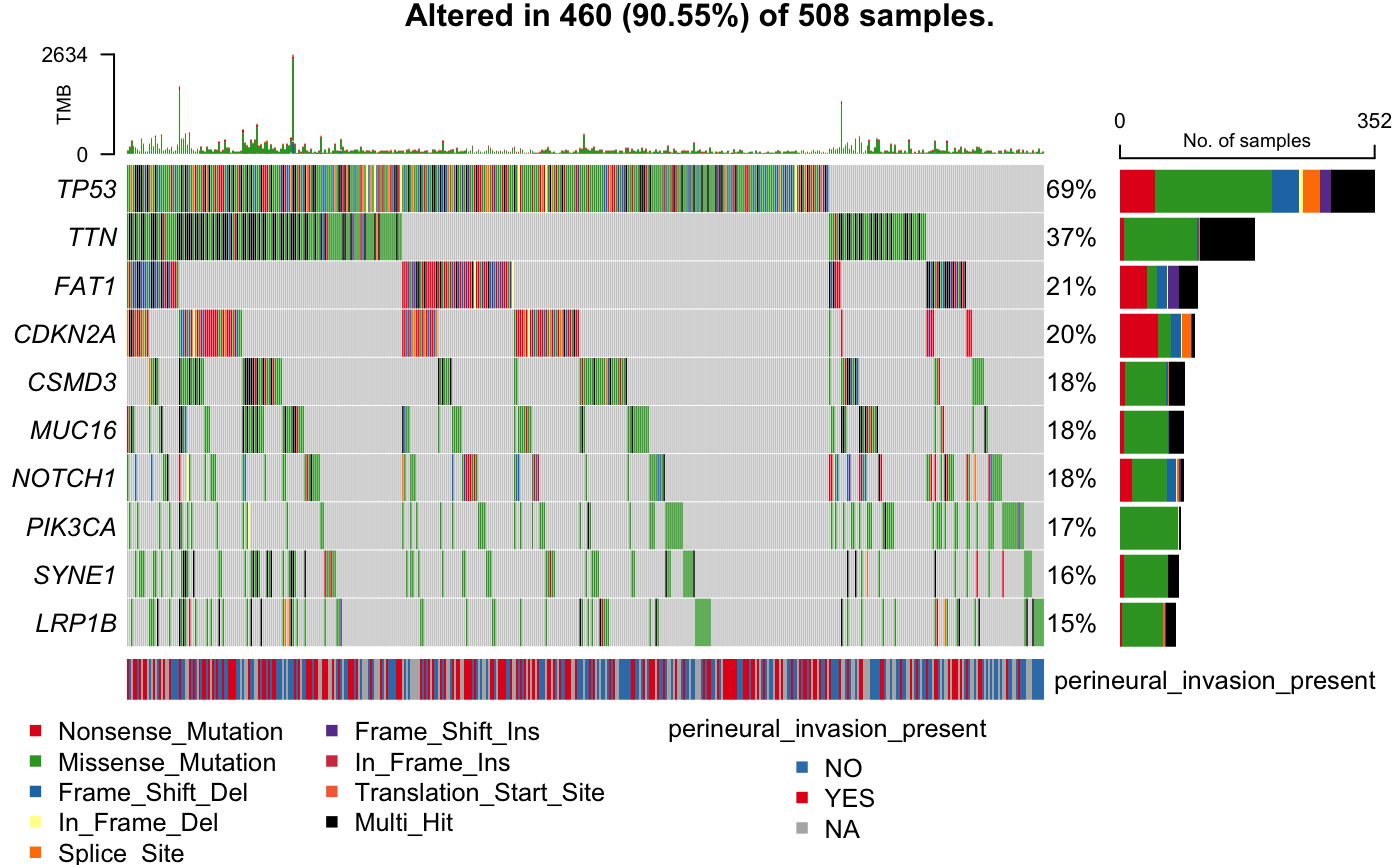 Altered in 460 (90.55%) of 508 samples.
2634
TMB
0
0
352
No. of samples
TP53
69%
TTN
37%
FAT1
21%
CDKN2A
20%
CSMD3
18%
MUC16
18%
NOTCH1
18%
PIK3CA
17%
SYNE1
16%
LRP1B
15%
perineural_invasion_present
Nonsense_Mutation
Missense_Mutation
Frame_Shift_Del
In_Frame_Del
Splice_Site
Frame_Shift_Ins
In_Frame_Ins
Translation_Start_Site
Multi_Hit
perineural_invasion_present
NO
YES
NA